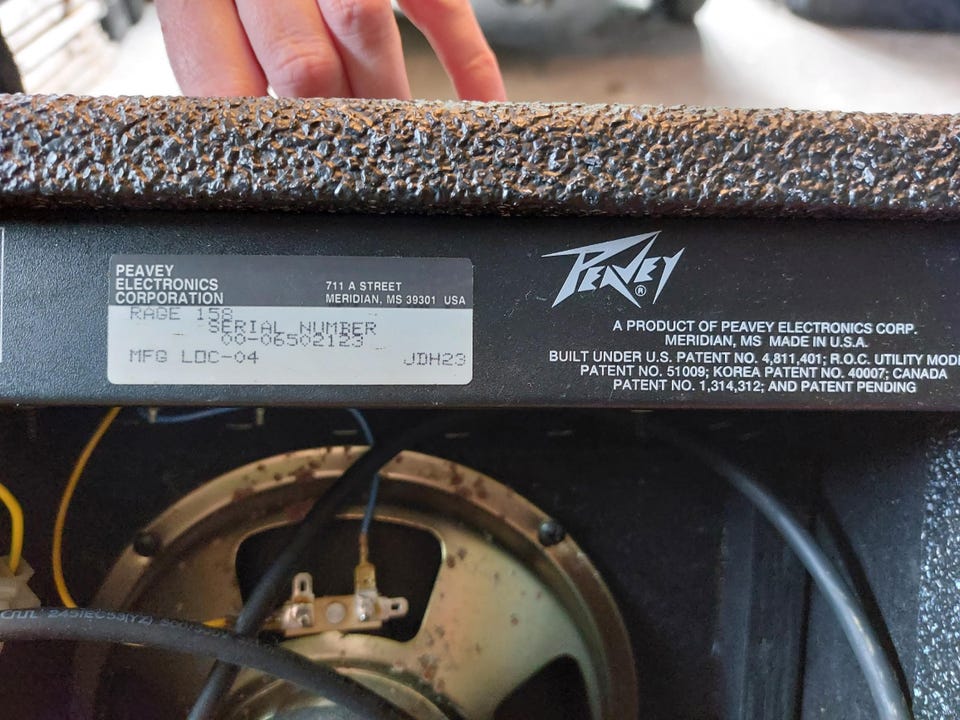 PEAVEY
ELECTRONICS
CORPORATION
711 A STREET
MERIDIAN, MS 39301 USA
RAGE 158
SERIAL NUMBER
00-06502123
MFG LOC-04 JDH23
PEAVEY
®
A PRODUCT OF PEAVEY ELECTRONICS CORP.
MERIDIAN, MS MADE IN U.S.A.
BUILT UNDER U.S. PATENT NO. 4,811,401; R.O.C. UTILITY
PATENT NO. 51009; KOREA PATENT NO. 40007; CANADA
PATENT NO. 1,314,312; AND PATENT PENDING